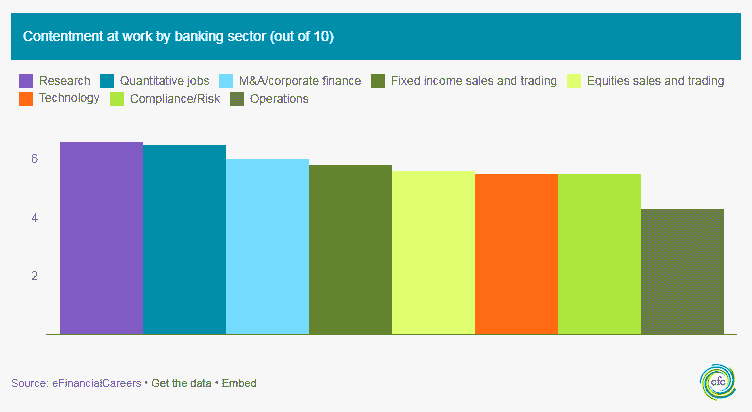 Contentment at work by banking sector (out of 10)
Research Quantitative jobs M&A/corporate finance Fixed income sales and trading Equities sales and trading
Technology Compliance/Risk Operations
6
4
2
Source: eFinancialCareers • Get the data • Embed
efc